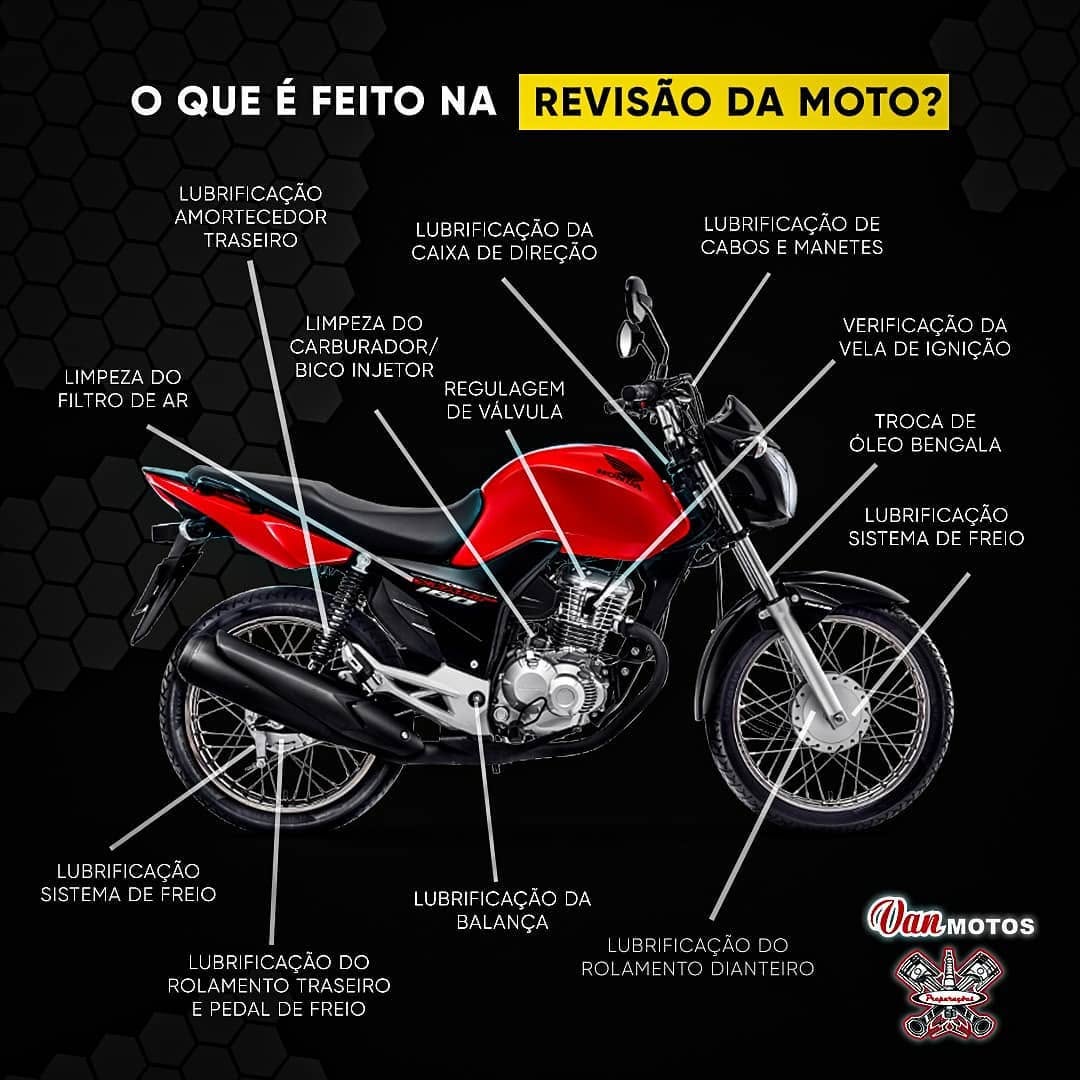 O QUE É FEITO NA REVISÃO DA MOTO?
LUBRIFICAÇÃO
AMORTECEDOR
TRASEIRO
LUBRIFICAÇÃO DA
CAIXA DE DIREÇÃO
LUBRIFICAÇÃO DE
CABOS E MANETES
LIMPEZA DO
CARBURADOR/
BICO INJETOR
VERIFICAÇÃO DA
VELA DE IGNIÇÃO
LIMPEZA DO
FILTRO DE AR
REGULAGEM
DE VÁLVULA
TROCA DE
ÓLEO BENGALA
HONDA
LUBRIFICAÇÃO
SISTEMA DE FREIO
160
LUBRIFICAÇÃO
SISTEMA DE FREIO
LUBRIFICAÇÃO DA
BALANÇA
LUBRIFICAÇÃO DO
ROLAMENTO DIANTEIRO
LUBRIFICAÇÃO DO
ROLAMENTO TRASEIRO
E PEDAL DE FREIO
Van MOTOS
Preparações